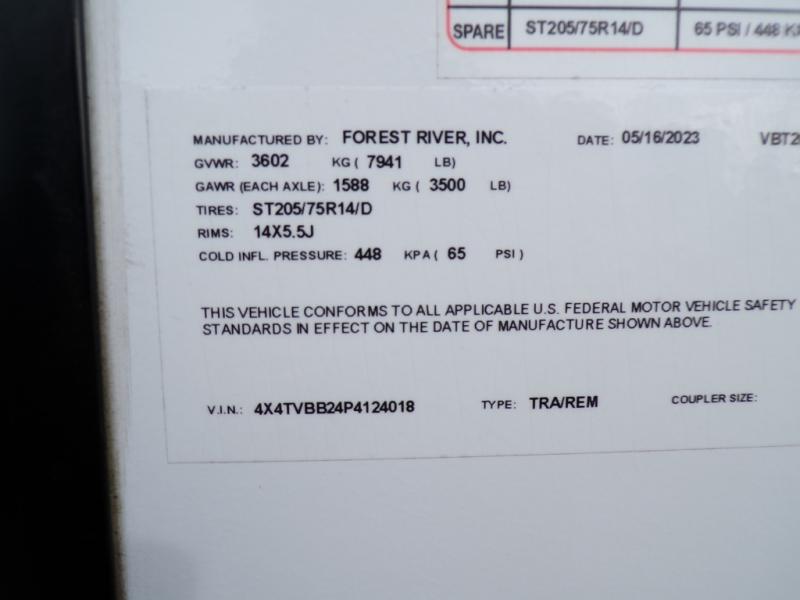 SPARE ST205/75R14/D 65 PSI / 448
MANUFACTURED BY: FOREST RIVER, INC. DATE: 05/16/2023
GVWR: 3602 KG ( 7941 LB)
GAWR (EACH AXLE): 1588 KG ( 3500 LB)
TIRES: ST205/75R14/D
RIMS: 14X5.5J
COLD INFL. PRESSURE: 448 KPA ( 65 PSI )
THIS VEHICLE CONFORMS TO ALL APPLICABLE U.S. FEDERAL MOTOR VEHICLE SAFETY
STANDARDS IN EFFECT ON THE DATE OF MANUFACTURE SHOWN ABOVE.
V.I.N.: 4X4TVBB24P4124018 TYPE: TRA/REM COUPLER SIZE: